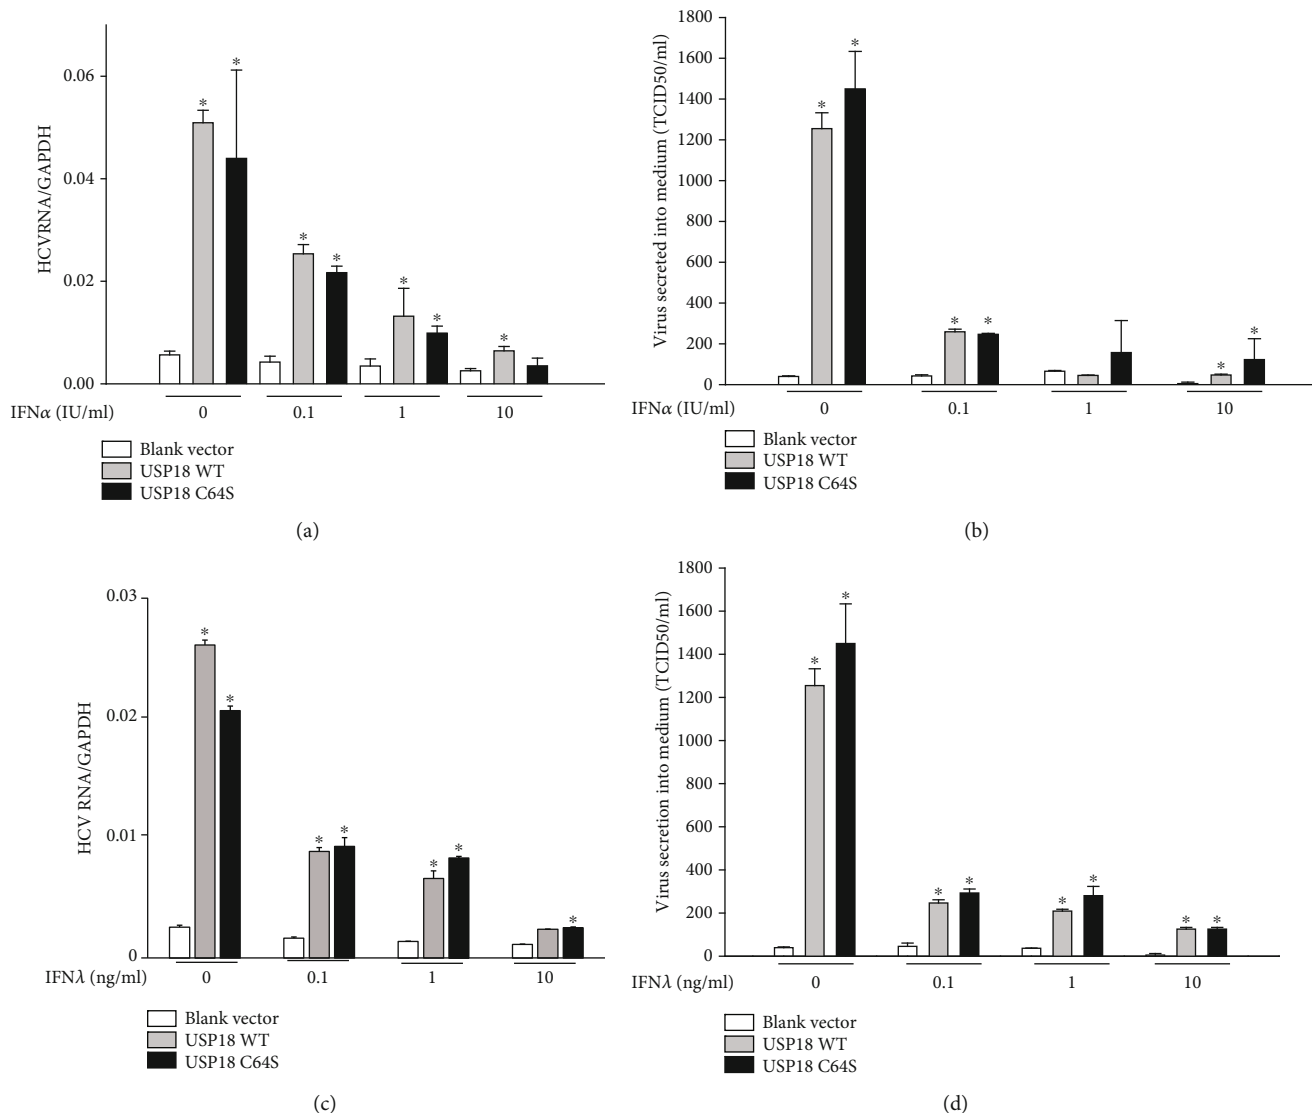 HCVRNA/GAPDH
0.06
0.04
0.02
0.00
* * * * * * *
IFNα (IU/ml) 0 0.1 1 10
Blank vector
USP18 WT
USP18 C64S
(a)
Virus secreted into medium (TCID50/ml)
1800
1600
1400
1200
1000
800
600
400
200
0
* * * * * *
IFNα (IU/ml) 0 0.1 1 10
Blank vector
USP18 WT
USP18 C64S
(b)
HCV RNA/GAPDH
0.03
0.02
0.01
0
* * * * * * *
IFNλ (ng/ml) 0 0.1 1 10
Blank vector
USP18 WT
USP18 C64S
(c)
Virus secretion into medium (TCID50/ml)
1800
1600
1400
1200
1000
800
600
400
200
0
* * * * * * * *
IFNλ (ng/ml) 0 0.1 1 10
Blank vector
USP18 WT
USP18 C64S
(d)